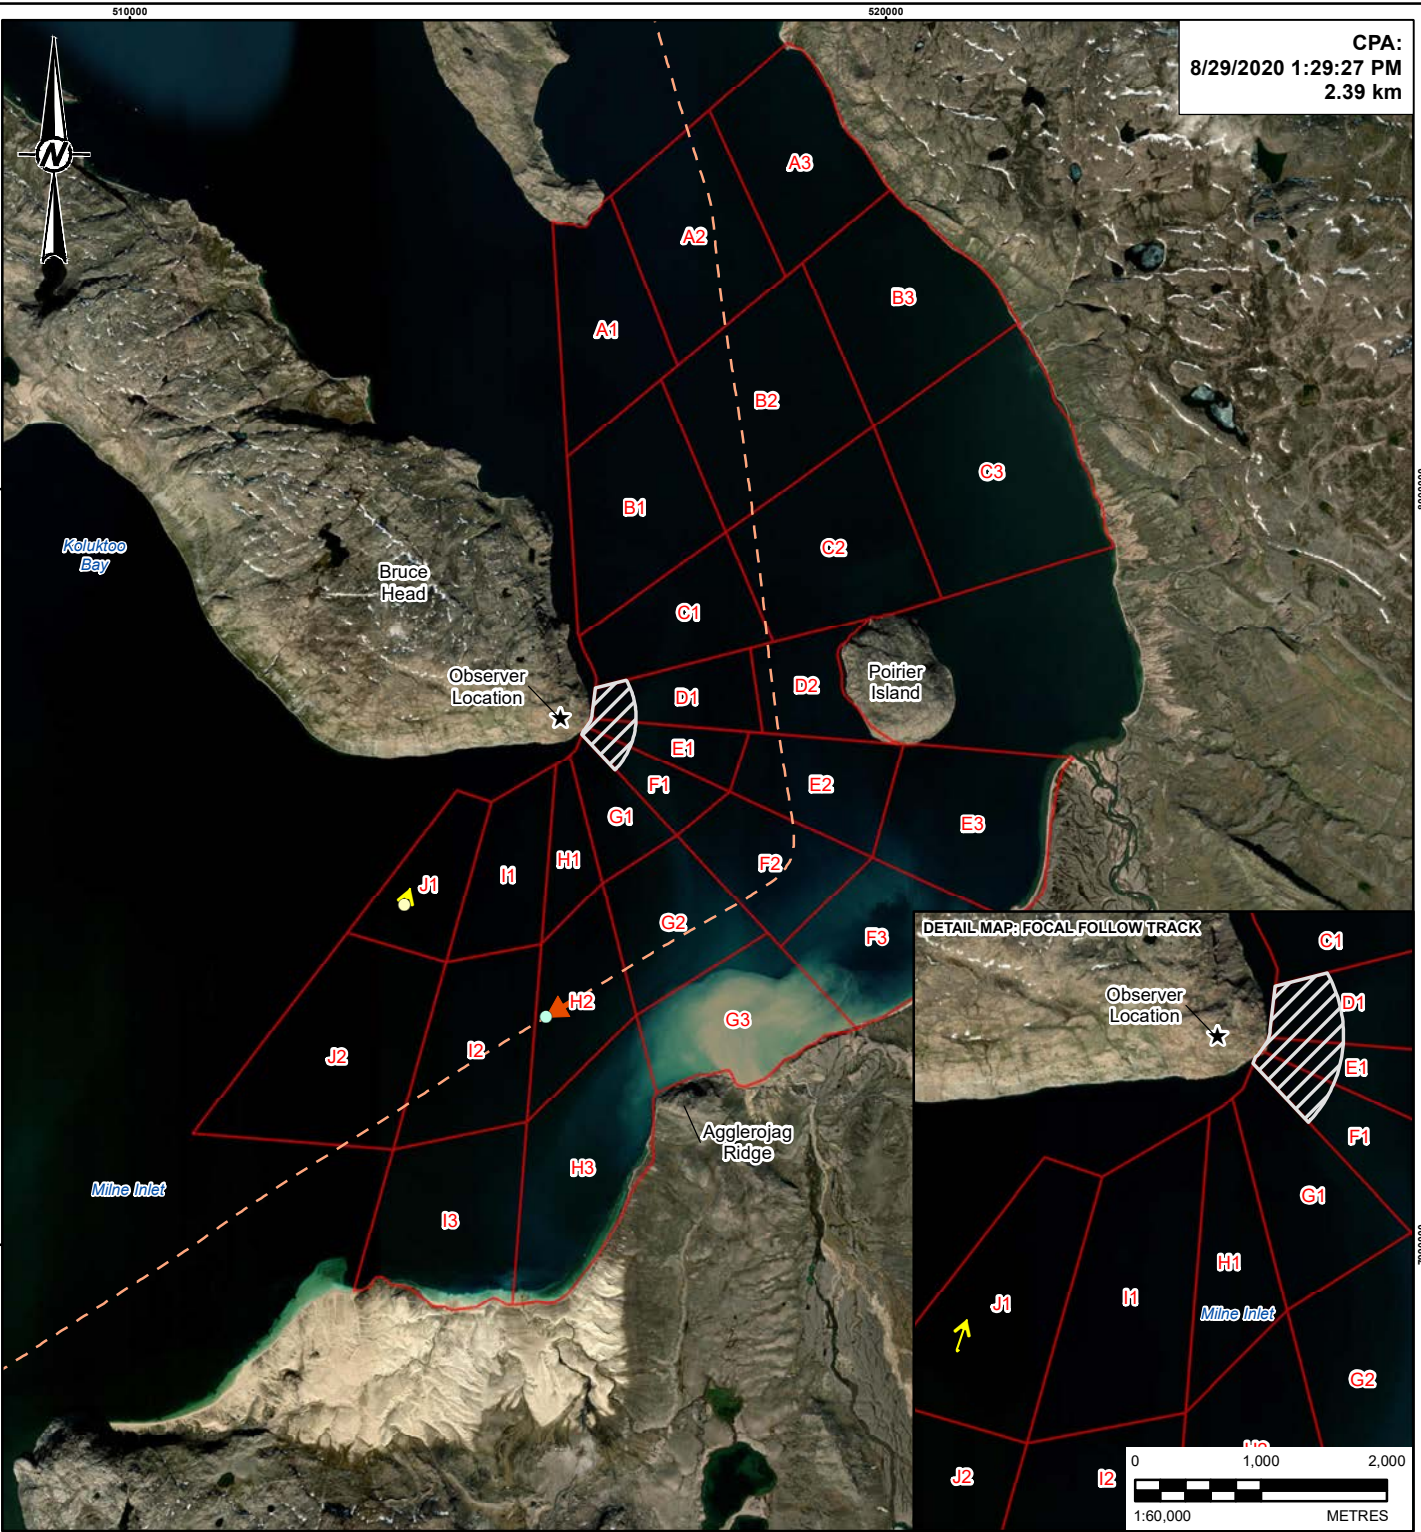 510000
520000
CPA:
8/29/2020 1:29:27 PM
2.39 km
N
A3
A2
B3
A1
B2
C3
B1
C2
Koluktoo
Bay
Bruce
Head
C1
Observer
Location
Poirier
Island
D2
D1
E1
F1
E2
G1
E3
H1
F2
I1
J1
G2
F3
H2
G3
I2
J2
Agglerojag
Ridge
H3
Milne Inlet
I3
DETAIL MAP: FOCAL FOLLOW TRACK
C1
Observer
Location
D1
E1
F1
G1
H1
J1
I1
Milne Inlet
G2
J2
I2
0 1,000 2,000
1:60,000 METRES